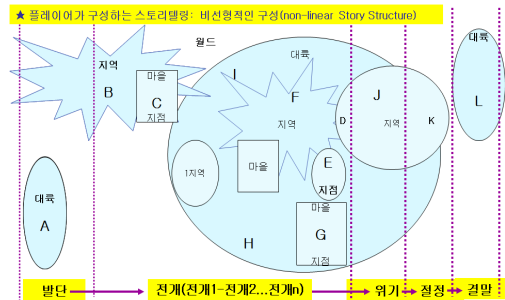 ★ 플레이어가 구성하는 스토리텔링: 비선형적인 구성(non-linear Story Structure)
월드
대륙
지역
B
마을
C
지점
I
F
지역
J
D
지역
K
L
대륙
1지역
마을
E
지점
대륙
A
마을
G
지점
H
발단
전개(전개1-전개2...전개n)
위기
절정
결말